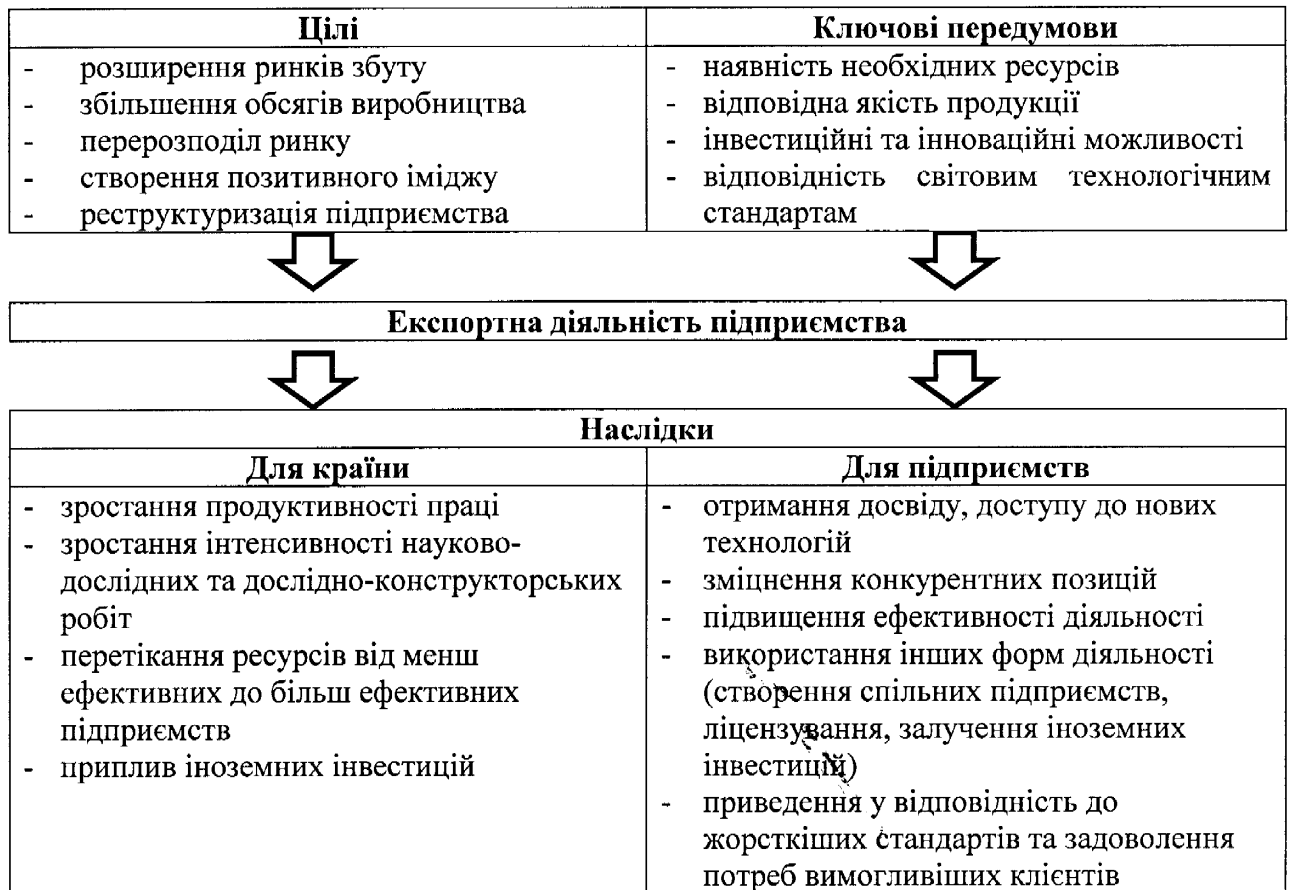 Цілі
- розширення ринків збуту
- збільшення обсягів виробництва
- перерозподіл ринку
- створення позитивного іміджу
- реструктуризація підприємства
Ключові передумови
- наявність необхідних ресурсів
- відповідна якість продукції
- інвестиційні та інноваційні можливості
- відповідність світовим технологічним
стандартам
Експортна діяльність підприємства
Наслідки
Для країни
- зростання продуктивності праці
- зростання інтенсивності науково-
дослідних та дослідно-конструкторських
робіт
- перетікання ресурсів від менш
ефективних до більш ефективних
підприємств
- приплив іноземних інвестицій
Для підприємств
- отримання досвіду, доступу до нових
технологій
- зміцнення конкурентних позицій
- підвищення ефективності діяльності
- використання інших форм діяльності
(створення спільних підприємств,
ліцензування, залучення іноземних
інвестицій)
- приведення у відповідність до
жорсткіших стандартів та задоволення
потреб вимогливіших клієнтів